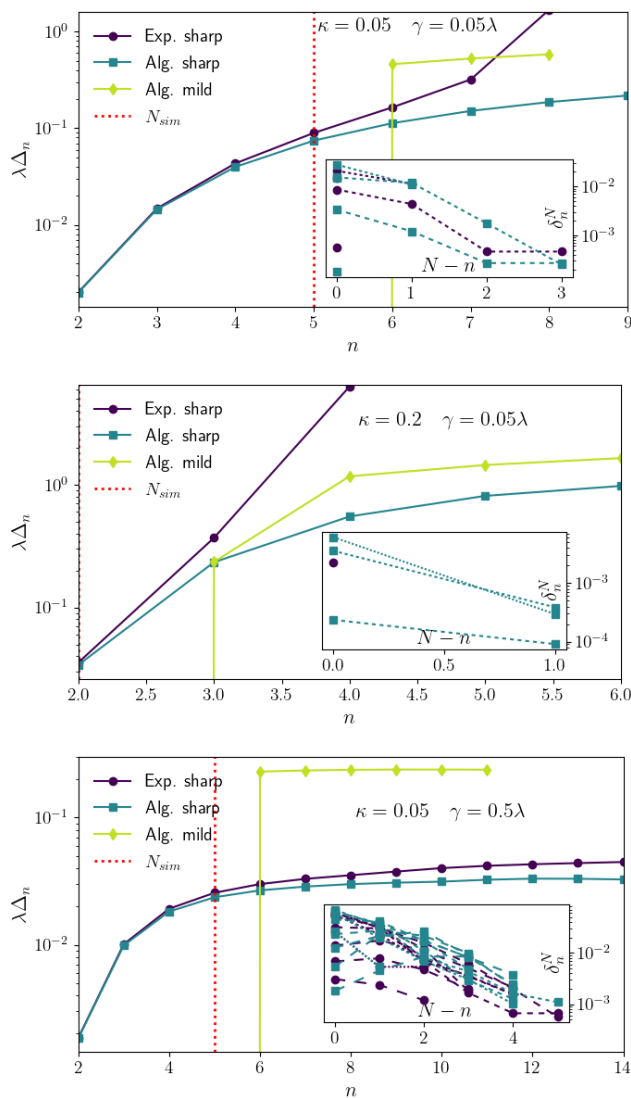 κ = 0.05 γ = 0.05λ
Exp. sharp
Alg. sharp
Alg. mild
N_sim
λΔ_n
10^0
10^-1
10^-2
10^-2
10^-3
δ_n^N
N − n
0 1 2 3
2 3 4 5 6 7 8 9
n
Exp. sharp
Alg. sharp
Alg. mild
N_sim
κ = 0.2 γ = 0.05λ
λΔ_n
10^0
10^-1
10^-3
10^-4
δ_n^N
N − n
0.0 0.5 1.0
2.0 2.5 3.0 3.5 4.0 4.5 5.0 5.5 6.0
n
Exp. sharp
Alg. sharp
Alg. mild
N_sim
κ = 0.05 γ = 0.5λ
λΔ_n
10^-1
10^-2
10^-2
10^-3
δ_n^N
N − n
0 2 4
2 4 6 8 10 12 14
n